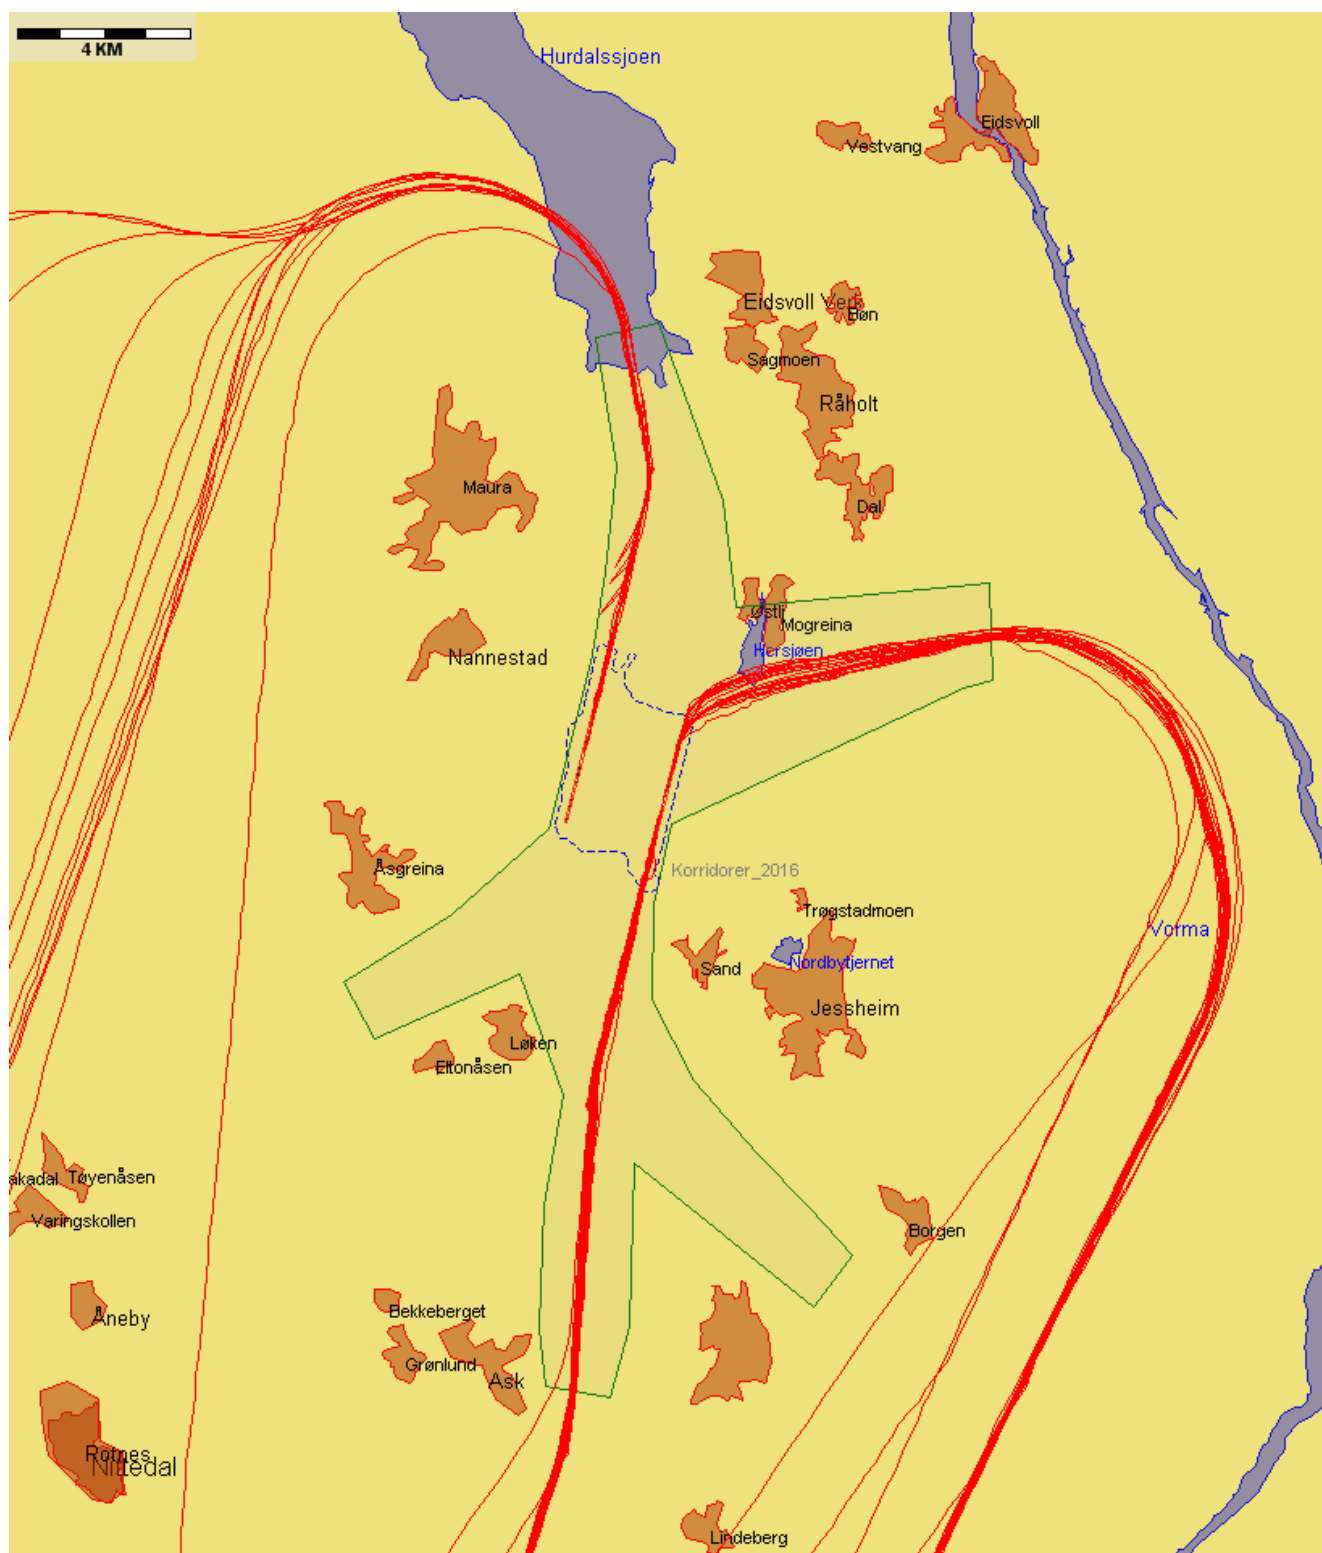 4 KM
Hurdalssjoen
Eidsvoll
Vestvang
Eidsvoll Verk
Bøn
Sagmoen
Råholt
Maura
Dal
Østli
Mogreina
Hersjøen
Nannestad
Åsgreina
Korridorer_2016
Trøgstadmoen
Vorma
Nordbytjernet
Sand
Jessheim
Løken
Eltonåsen
akadal
Tøyenåsen
Varingskollen
Borgen
Bekkeberget
Åneby
Grønlund
Ask
Rotnes
Nittedal
Lindeberg